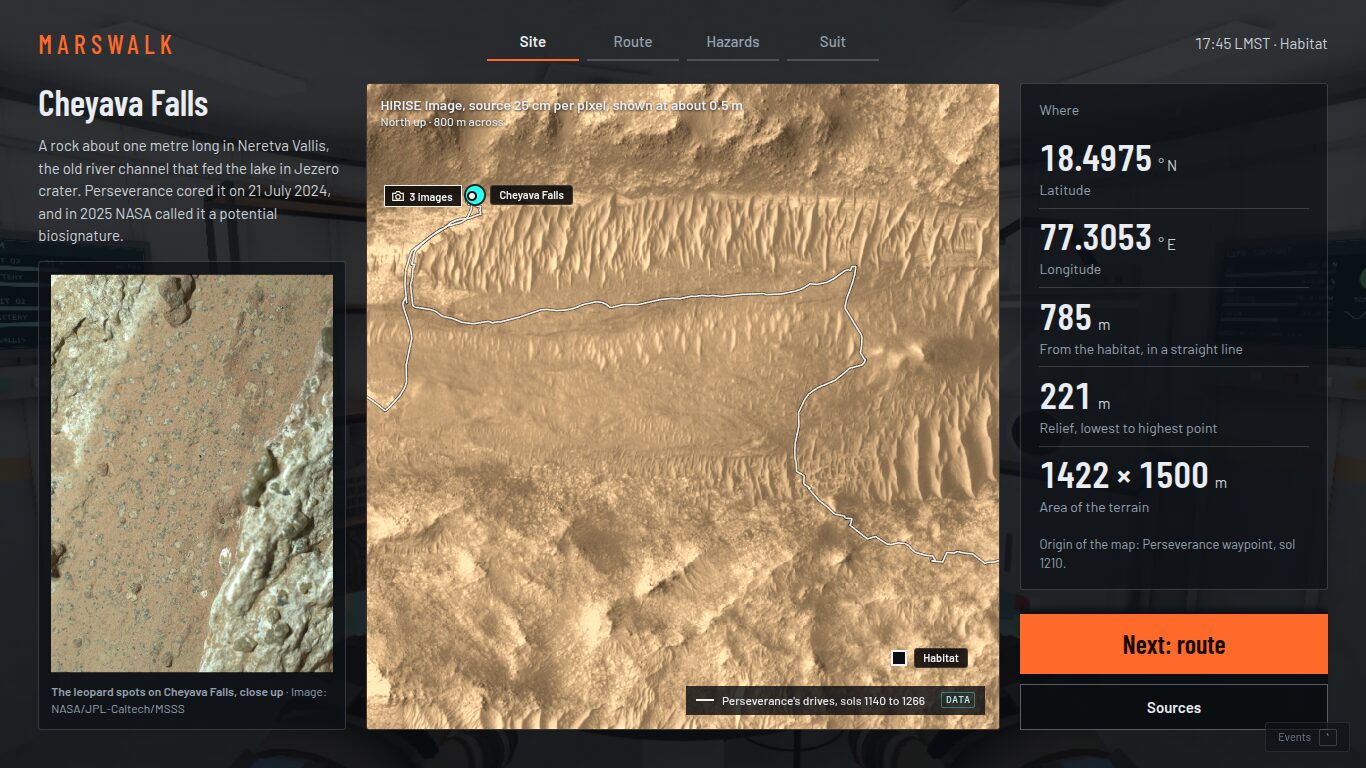 MARSWALK
Site
Route
Hazards
Suit
17:45 LMST · Habitat
Cheyava Falls
A rock about one metre long in Neretva Vallis,
the old river channel that fed the lake in Jezero
crater. Perseverance cored it on 21 July 2024,
and in 2025 NASA called it a potential
biosignature.
The leopard spots on Cheyava Falls, close up · Image:
NASA/JPL-Caltech/MSSS
HIRISE Image, source 25 cm per pixel, shown at about 0.5 m
North up · 800 m across
3 images
Cheyava Falls
Habitat
Perseverance's drives, sols 1140 to 1266
DATA
Where
18.4975 ° N
Latitude
77.3053 ° E
Longitude
785 m
From the habitat, in a straight line
221 m
Relief, lowest to highest point
1422 × 1500 m
Area of the terrain
Origin of the map: Perseverance waypoint, sol
1210.
Next: route
Sources
Events `